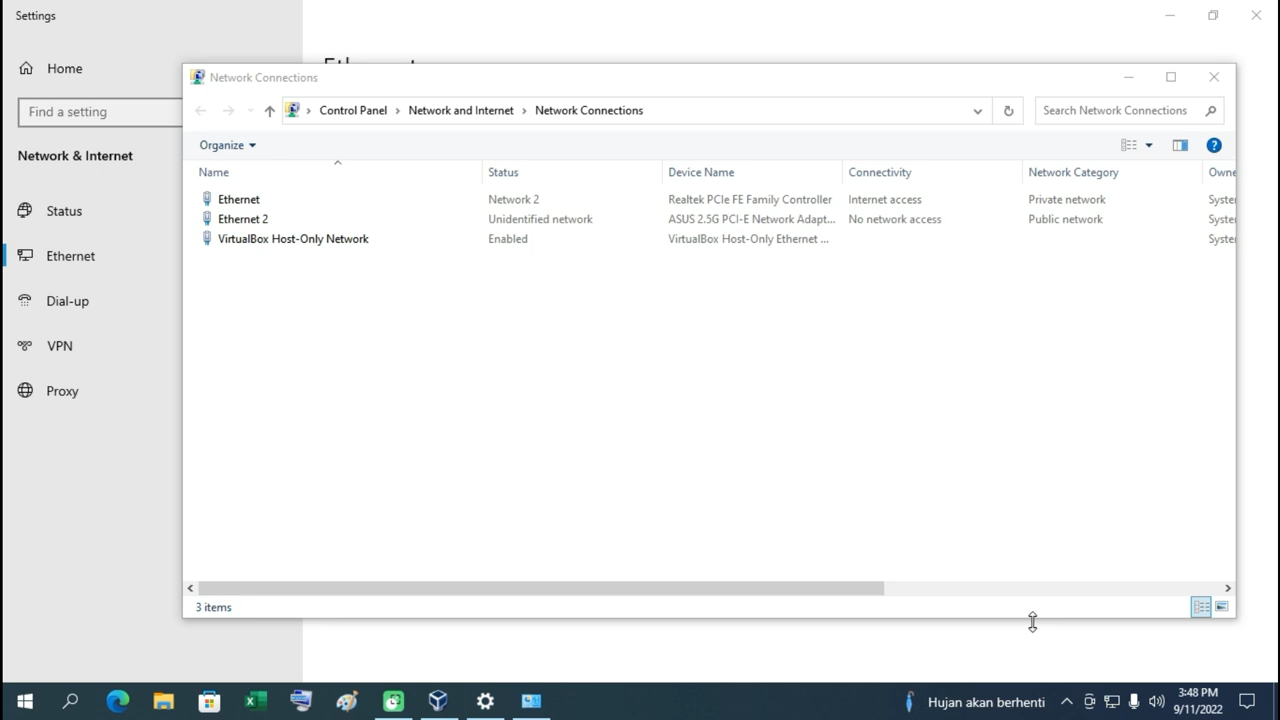 Settings
Home
Find a setting
Network & Internet
Status
Ethernet
Dial-up
VPN
Proxy
Network Connections
Control Panel > Network and Internet > Network Connections
Search Network Connections
Organize
Name Status Device Name Connectivity Network Category Owne
Ethernet Network 2 Realtek PCIe FE Family Controller Internet access Private network Syste
Ethernet 2 Unidentified network ASUS 2.5G PCI-E Network Adapt... No network access Public network Syste
VirtualBox Host-Only Network Enabled VirtualBox Host-Only Ethernet ... Syste
3 items
Hujan akan berhenti
3:48 PM
9/11/2022